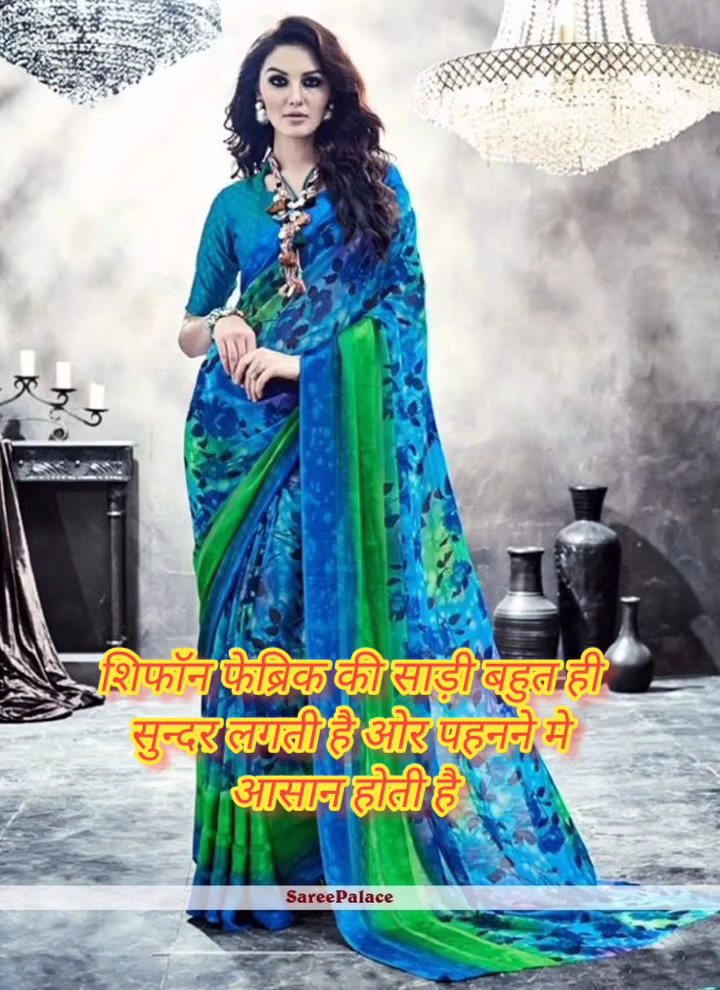 शिफॉन फेब्रिक की साड़ी बहुत ही
सुन्दर लगती है ओर पहनने मे
आसान होती है
SareePalace